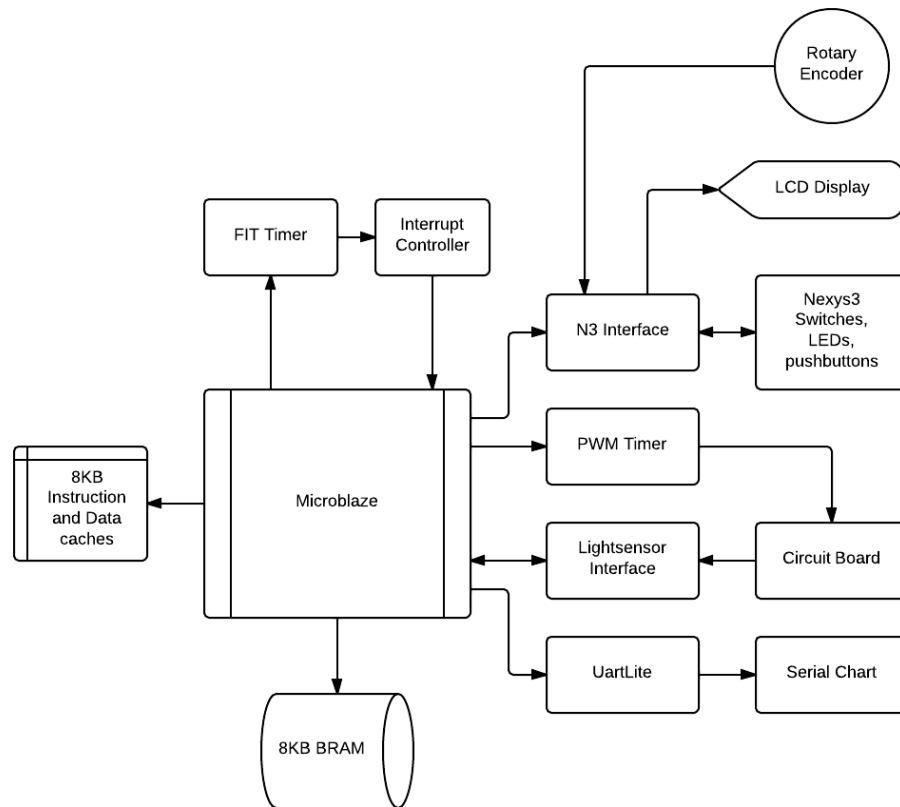 Rotary
Encoder
LCD Display
FIT Timer
Interrupt
Controller
N3 Interface
Nexys3
Switches,
LEDs,
pushbuttons
PWM Timer
8KB
Instruction
and Data
caches
Microblaze
Lightsensor
Interface
Circuit Board
UartLite
Serial Chart
8KB BRAM